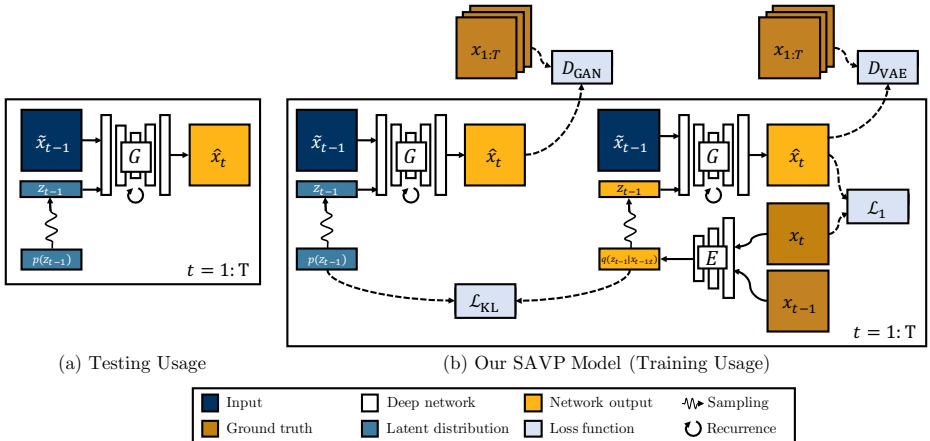 x_{1:T}
D_GAN
x_{1:T}
D_VAE
x̃_{t−1}
G
x̂_t
z_{t−1}
p(z_{t−1})
t = 1: T
x̃_{t−1}
G
x̂_t
z_{t−1}
p(z_{t−1})
ℒ_KL
x̃_{t−1}
G
x̂_t
z_{t−1}
q(z_{t−1}|x_{t−1:t})
E
x_t
x_{t−1}
ℒ_1
t = 1: T
(a) Testing Usage
(b) Our SAVP Model (Training Usage)
Input
Deep network
Network output
Sampling
Ground truth
Latent distribution
Loss function
Recurrence